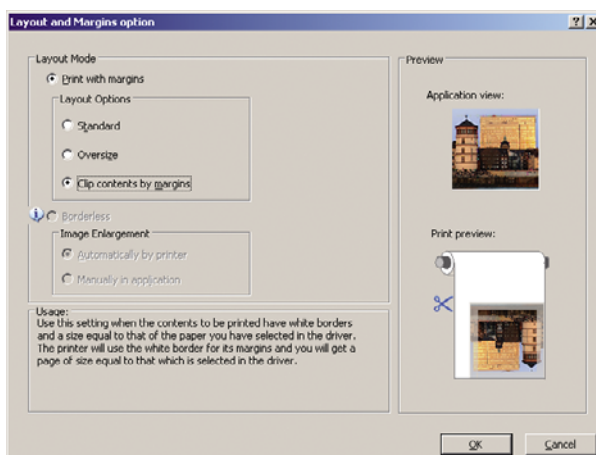 Layout and Margins option
Layout Mode
Print with margins
Layout Options
Standard
Oversize
Clip contents by margins
Borderless
Image Enlargement
Automatically by printer
Manually in application
Usage:
Use this setting when the contents to be printed have white borders
and a size equal to that of the paper you have selected in the driver.
The printer will use the white border for its margins and you will get a
page of size equal to that which is selected in the driver.
Preview
Application view:
Print preview:
OK
Cancel